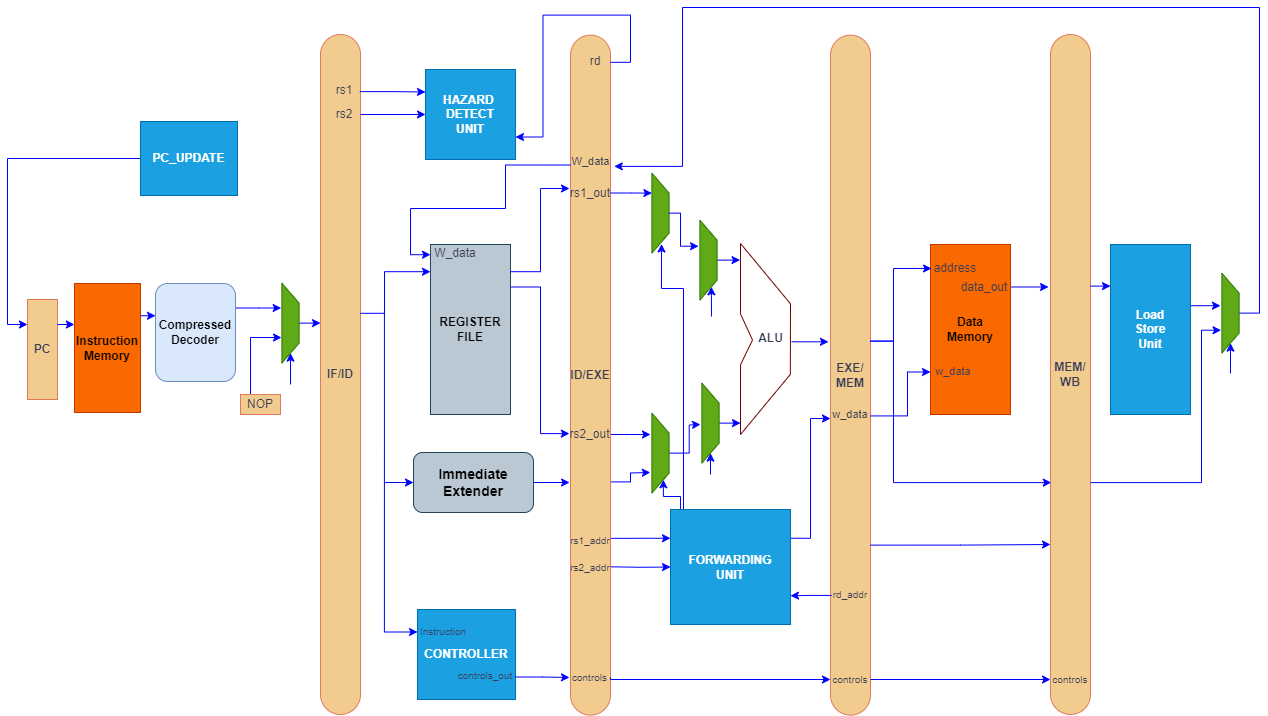 rd
rs1
rs2
HAZARD
DETECT
UNIT
PC_UPDATE
W_data
rs1_out
W_data
REGISTER
FILE
PC
Instruction
Memory
Compressed
Decoder
NOP
IF/ID
ID/EXE
rs2_out
Immediate
Extender
rs1_addr
rs2_addr
Instruction
CONTROLLER
controls_out
controls
ALU
FORWARDING
UNIT
EXE/
MEM
w_data
rd_addr
controls
address
data_out
Data
Memory
w_data
MEM/
WB
controls
Load
Store
Unit